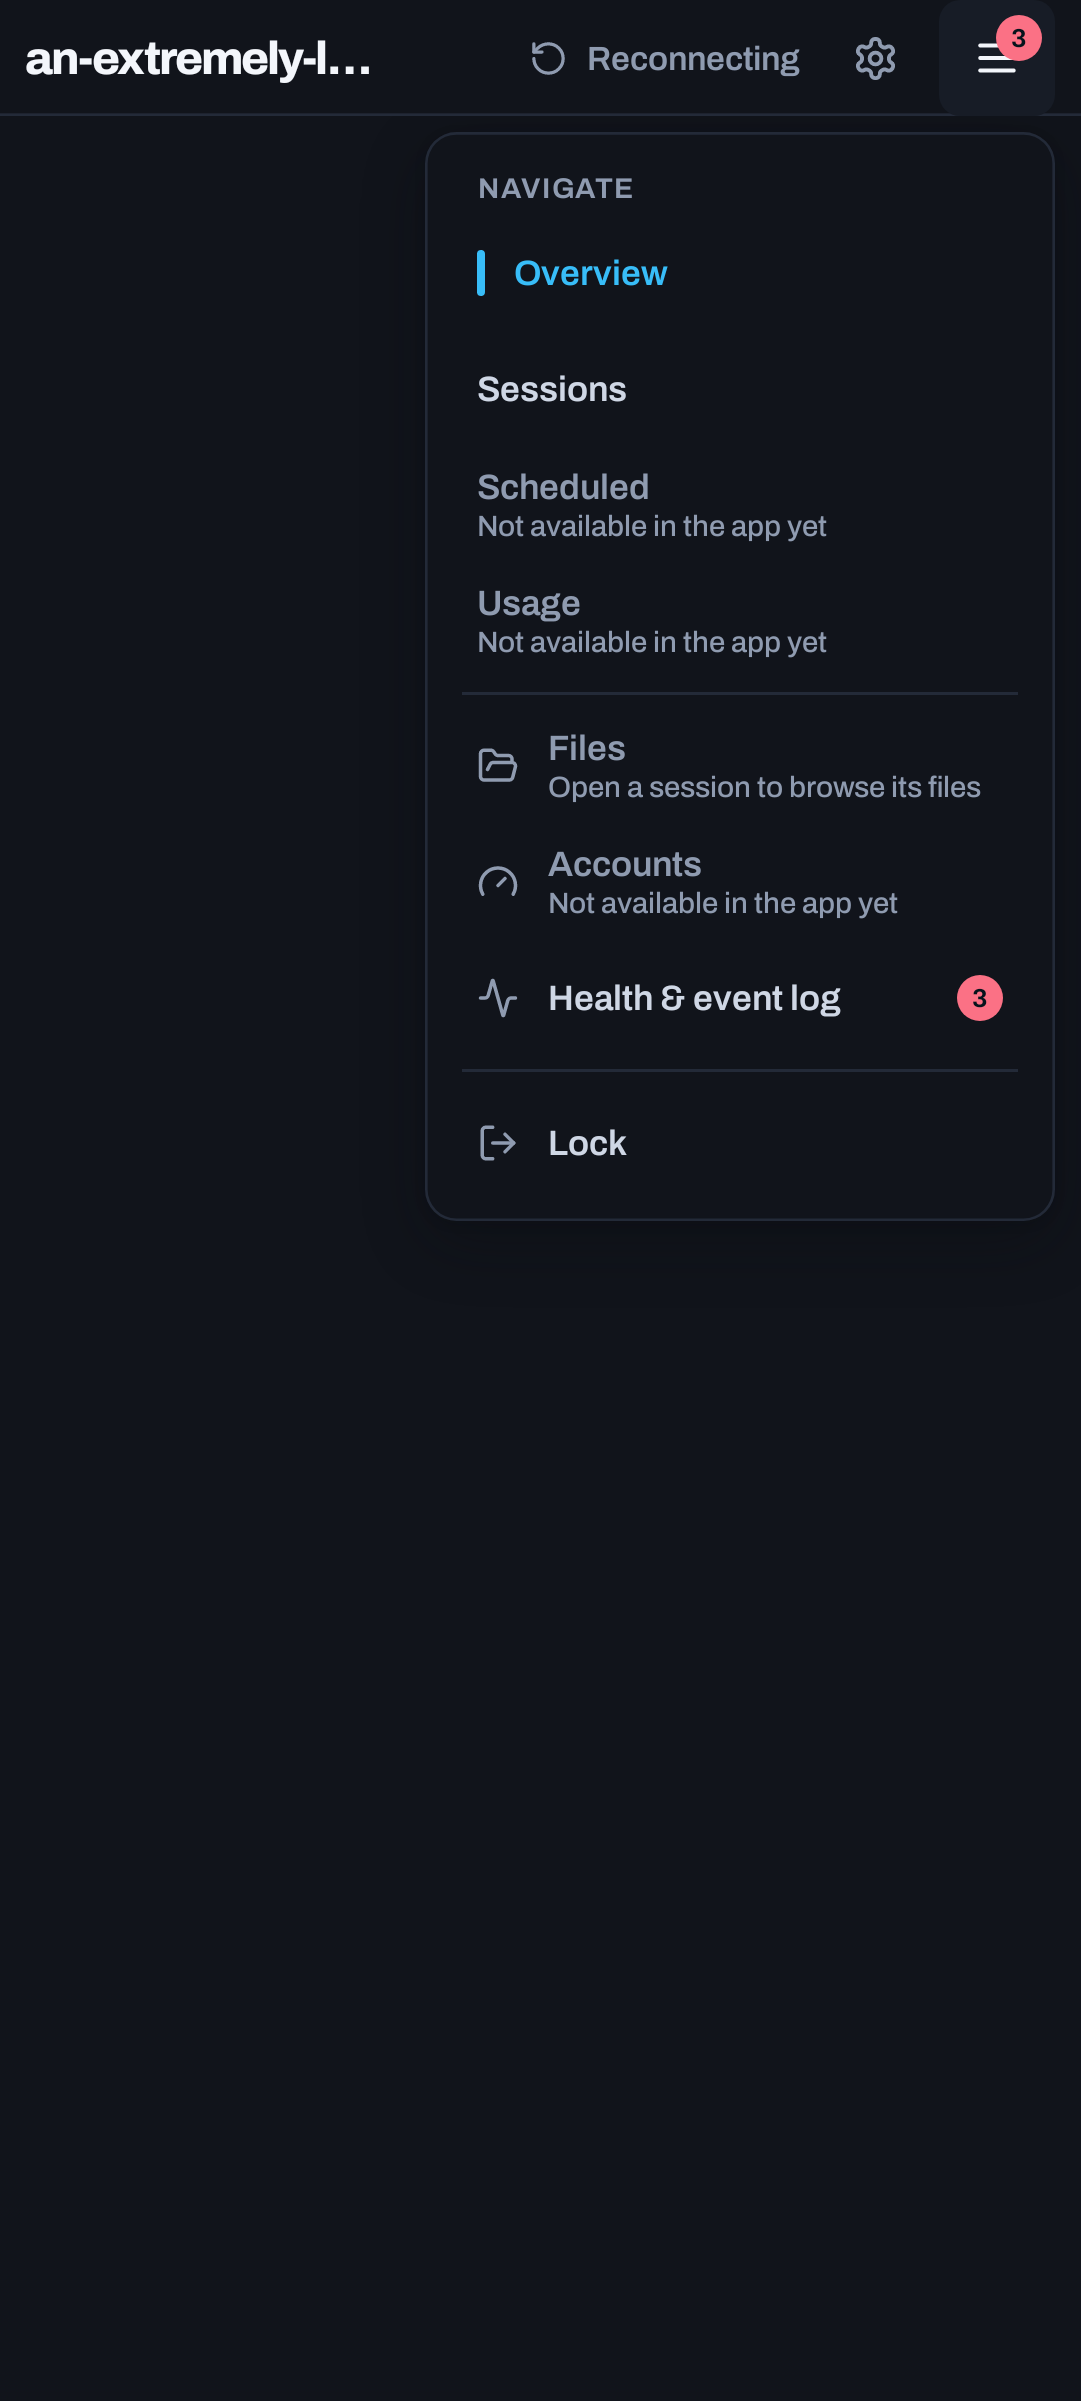 an-extremely-l...
Reconnecting
3
NAVIGATE
Overview
Sessions
Scheduled
Not available in the app yet
Usage
Not available in the app yet
Files
Open a session to browse its files
Accounts
Not available in the app yet
Health & event log
3
Lock